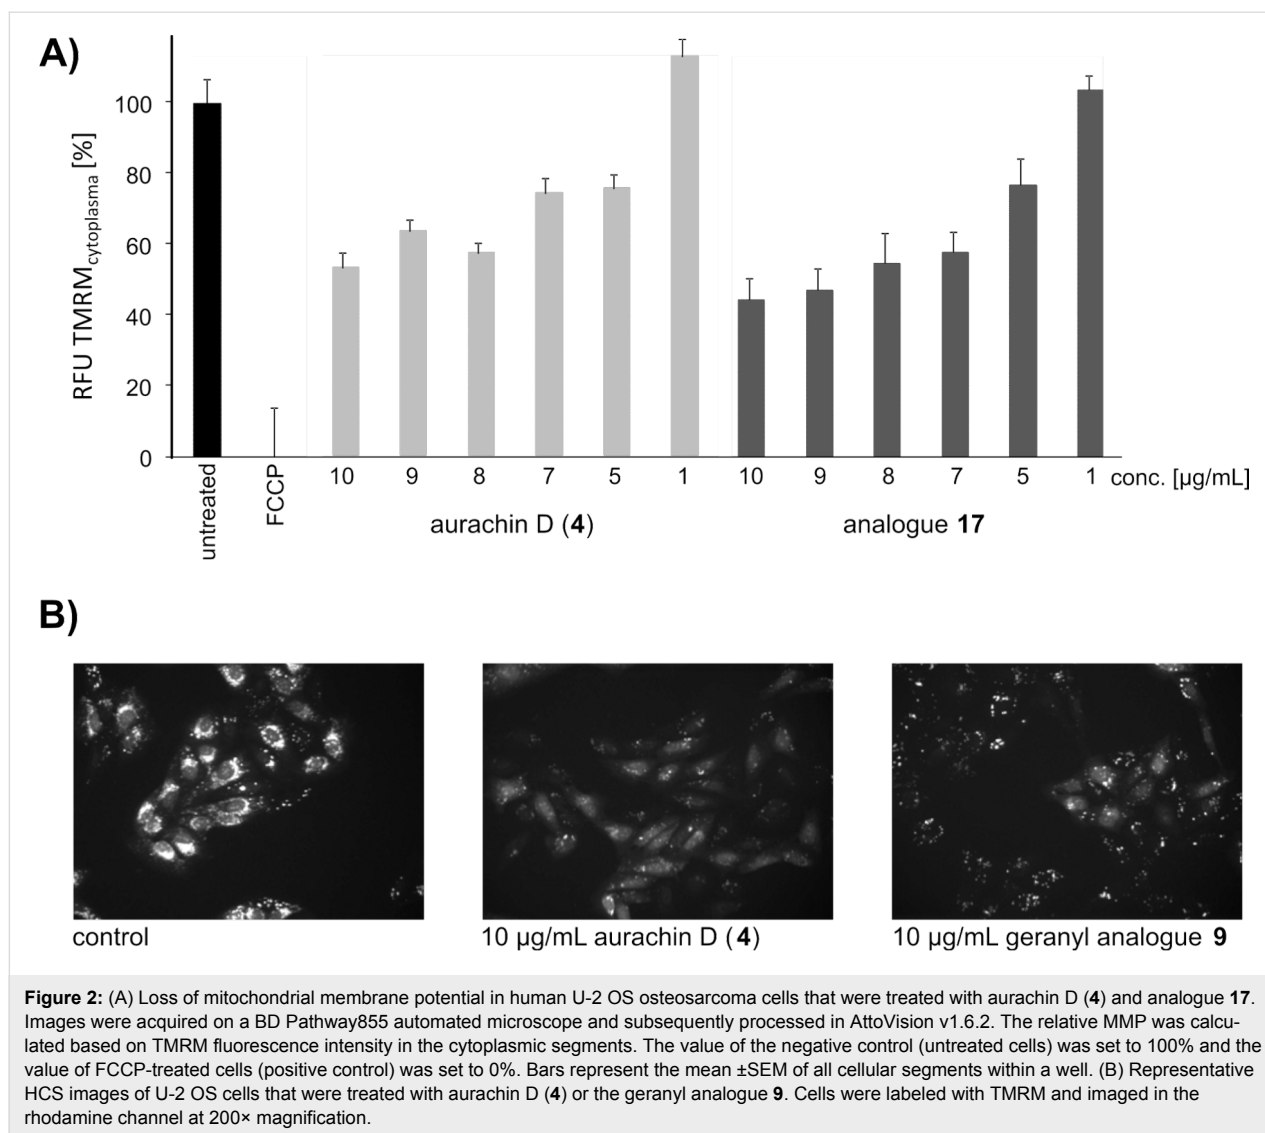 A)
RFU TMRMcytoplasma [%]
100
80
60
40
20
0
untreated
FCCP
10 9 8 7 5 1 10 9 8 7 5 1 conc. [µg/mL]
aurachin D (4) analogue 17
B)
control 10 µg/mL aurachin D (4) 10 µg/mL geranyl analogue 9
Figure 2: (A) Loss of mitochondrial membrane potential in human U-2 OS osteosarcoma cells that were treated with aurachin D (4) and analogue 17.
Images were acquired on a BD Pathway855 automated microscope and subsequently processed in AttoVision v1.6.2. The relative MMP was calcu-
lated based on TMRM fluorescence intensity in the cytoplasmic segments. The value of the negative control (untreated cells) was set to 100% and the
value of FCCP-treated cells (positive control) was set to 0%. Bars represent the mean ±SEM of all cellular segments within a well. (B) Representative
HCS images of U-2 OS cells that were treated with aurachin D (4) or the geranyl analogue 9. Cells were labeled with TMRM and imaged in the
rhodamine channel at 200× magnification.